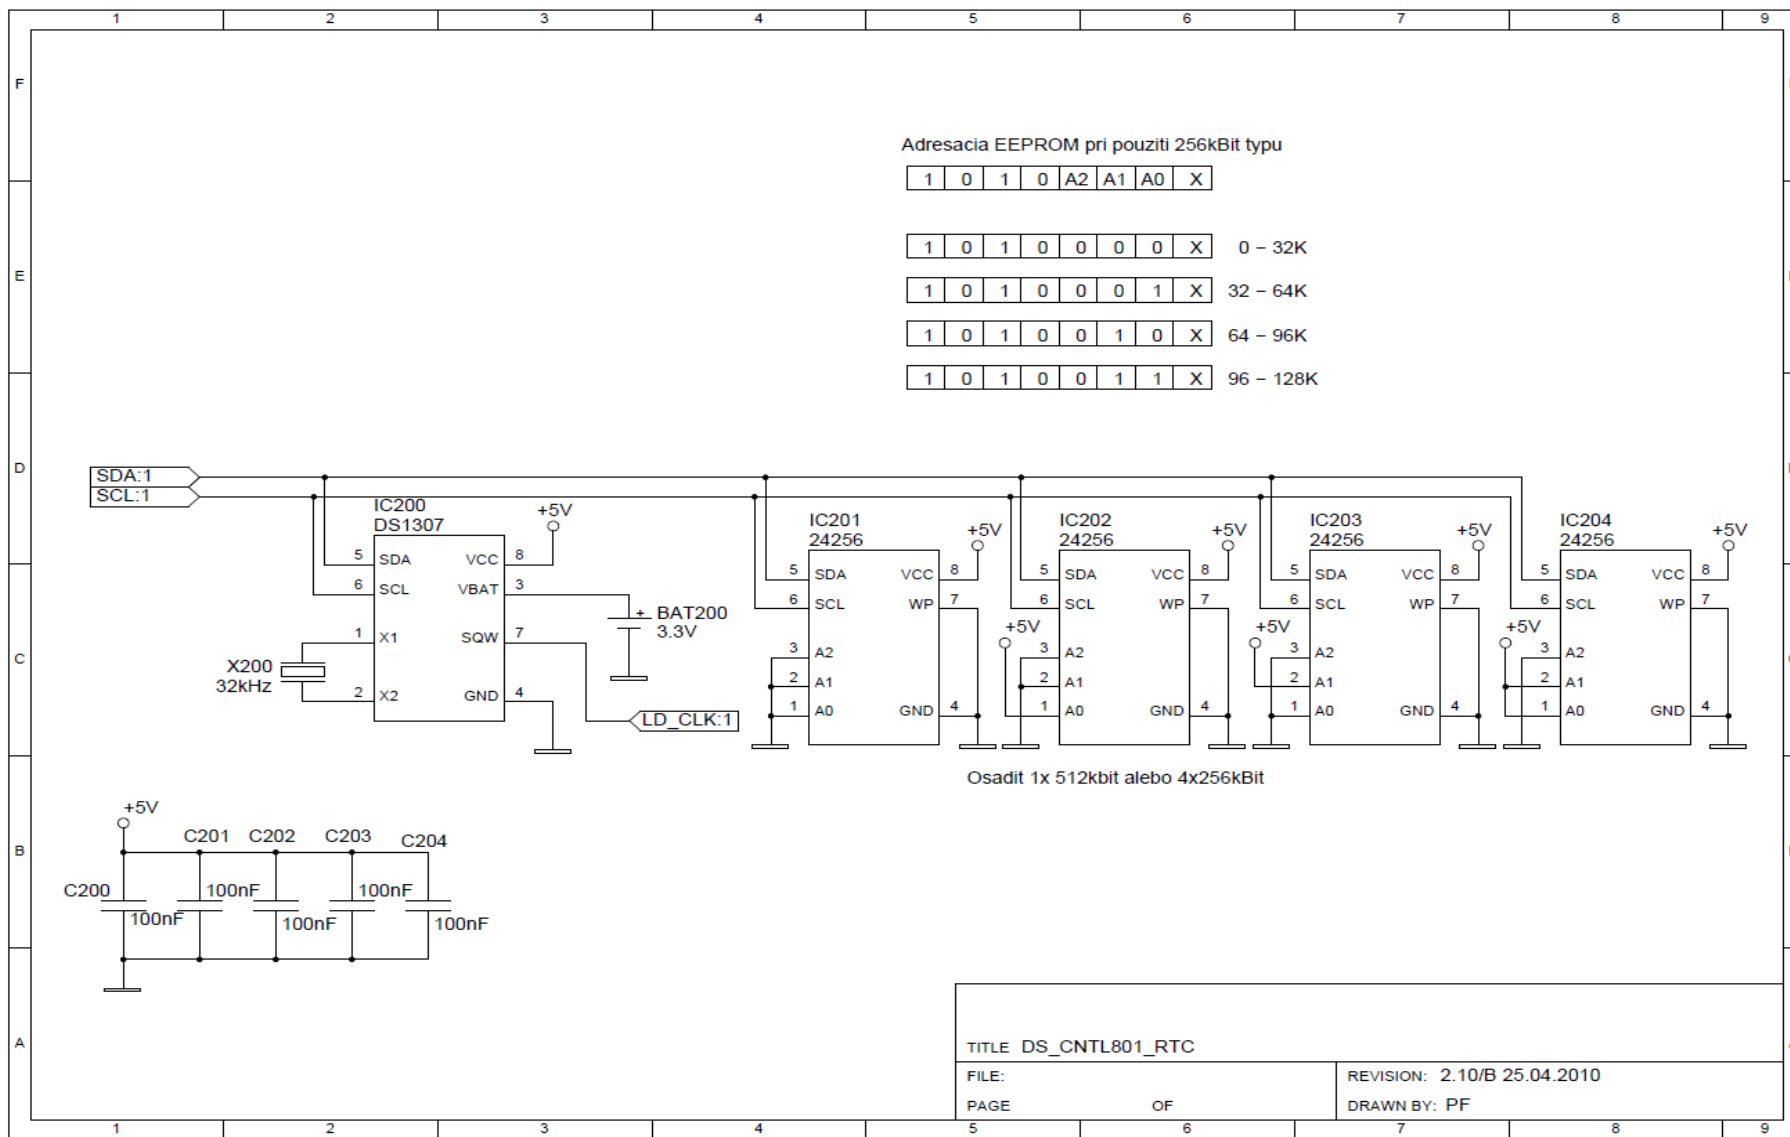 1 2 3 4 5 6 7 8 9
F
Adresacia EEPROM pri pouziti 256kBit typu
1 0 1 0 A2 A1 A0 X
E
1 0 1 0 0 0 0 X 0 – 32K
1 0 1 0 0 0 1 X 32 – 64K
1 0 1 0 0 1 0 X 64 – 96K
1 0 1 0 0 1 1 X 96 – 128K
D
SDA:1
SCL:1
IC200
DS1307
+5V
5 SDA VCC 8
6 SCL VBAT 3
1 X1 SQW 7
2 X2 GND 4
X200
32kHz
+ BAT200
3.3V
LD_CLK:1
IC201
24256
+5V
5 SDA VCC 8
6 SCL WP 7
3 A2
2 A1
1 A0 GND 4
IC202
24256
+5V
5 SDA VCC 8
6 SCL WP 7
+5V
3 A2
2 A1
1 A0 GND 4
IC203
24256
+5V
5 SDA VCC 8
6 SCL WP 7
+5V
3 A2
2 A1
1 A0 GND 4
IC204
24256
+5V
5 SDA VCC 8
6 SCL WP 7
+5V
3 A2
2 A1
1 A0 GND 4
C
Osadit 1x 512kbit alebo 4x256kBit
+5V
B
C201 C202 C203 C204
C200 100nF 100nF
100nF 100nF 100nF
A
TITLE DS_CNTL801_RTC
FILE:
REVISION: 2.10/B 25.04.2010
PAGE OF
DRAWN BY: PF
1 2 3 4 5 6 7 8 9